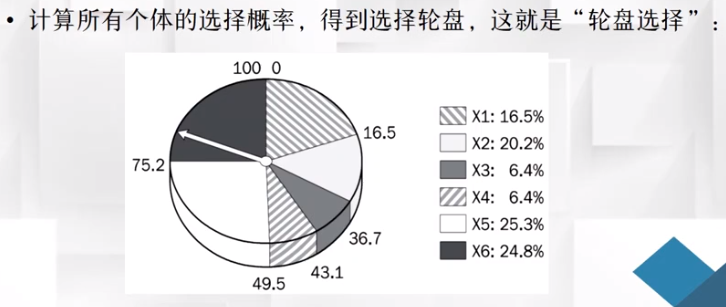 • 计算所有个体的选择概率，得到选择轮盘，这就是“轮盘选择”：
100 0
16.5
75.2
36.7
43.1
49.5
X1: 16.5%
X2: 20.2%
X3: 6.4%
X4: 6.4%
X5: 25.3%
X6: 24.8%